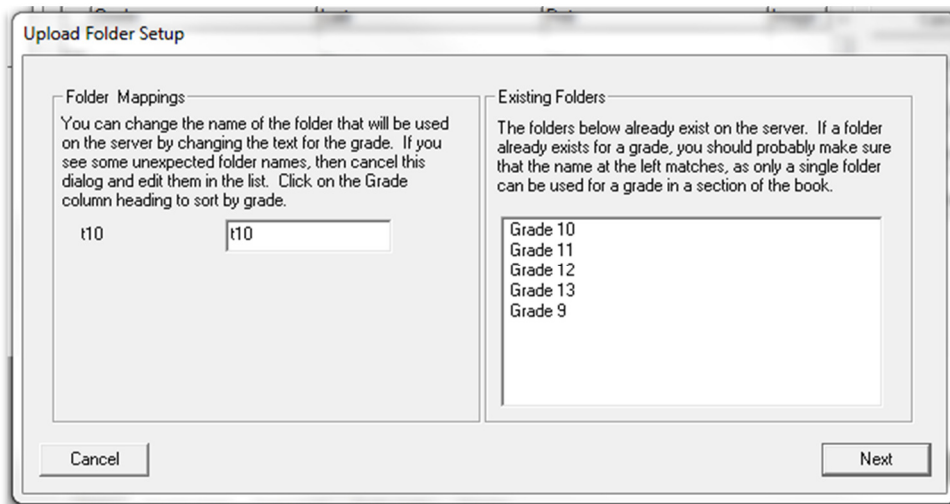 Upload Folder Setup
Folder Mappings
You can change the name of the folder that will be used
on the server by changing the text for the grade. If you
see some unexpected folder names, then cancel this
dialog and edit them in the list. Click on the Grade
column heading to sort by grade.
t10
t10
Existing Folders
The folders below already exist on the server. If a folder
already exists for a grade, you should probably make sure
that the name at the left matches, as only a single folder
can be used for a grade in a section of the book.
Grade 10
Grade 11
Grade 12
Grade 13
Grade 9
Cancel
Next